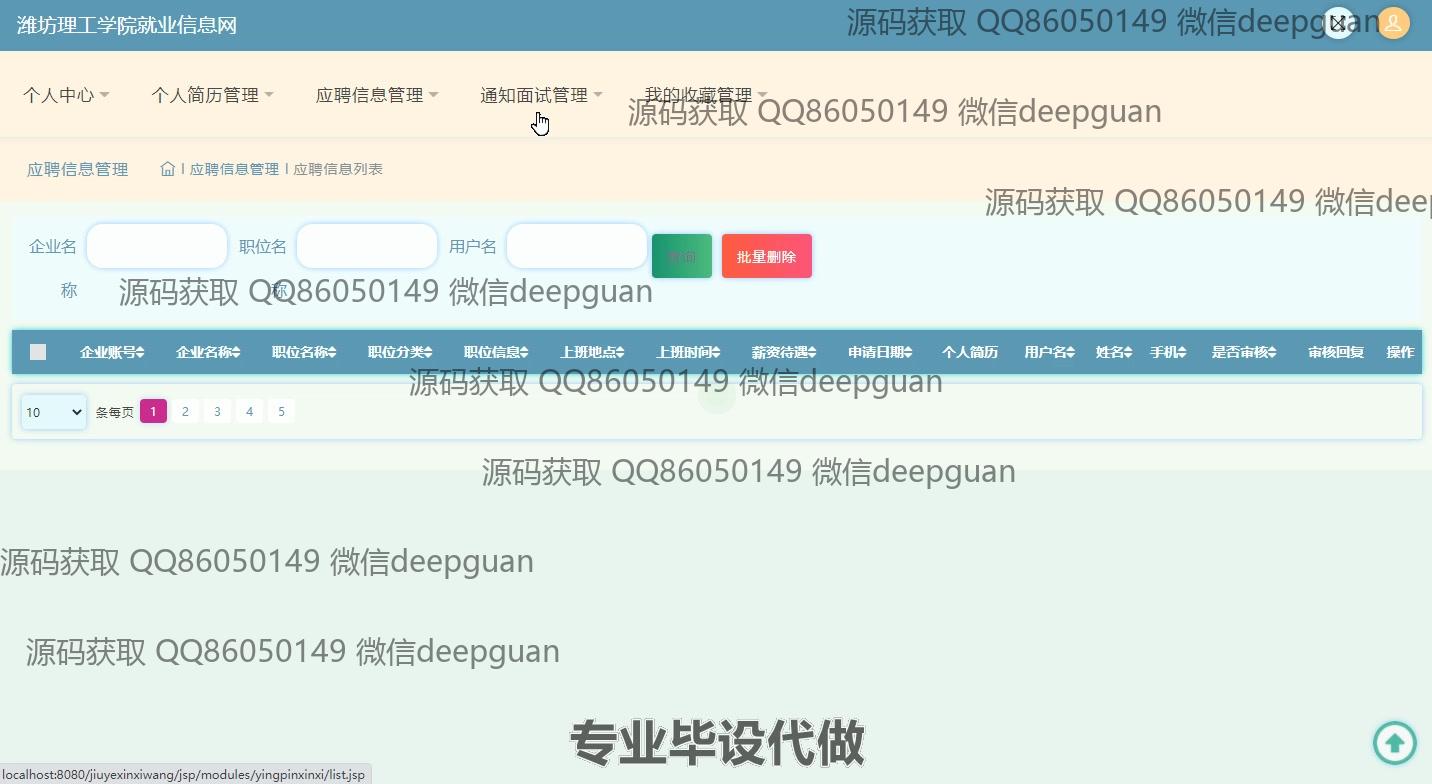 潍坊理工学院就业信息网
源码获取 QQ86050149 微信deepguan
个人中心 个人简历管理 应聘信息管理 通知面试管理 我的收藏管理
源码获取 QQ86050149 微信deepguan
应聘信息管理 应聘信息管理 应聘信息列表
源码获取 QQ86050149 微信deep
企业名称 职位名称 用户名 查询 批量删除
源码获取 QQ86050149 微信deepguan
企业账号 企业名称 职位名称 职位分类 职位信息 上班地点 上班时间 薪资待遇 申请日期 个人简历 用户名 姓名 手机 是否审核 审核回复 操作
源码获取 QQ86050149 微信deepguan
10 条每页 1 2 3 4 5
源码获取 QQ86050149 微信deepguan
源码获取 QQ86050149 微信deepguan
源码获取 QQ86050149 微信deepguan
专业毕设代做
localhost:8080/jiuyexinxiwang/jsp/modules/yingpinxinxi/list.jsp